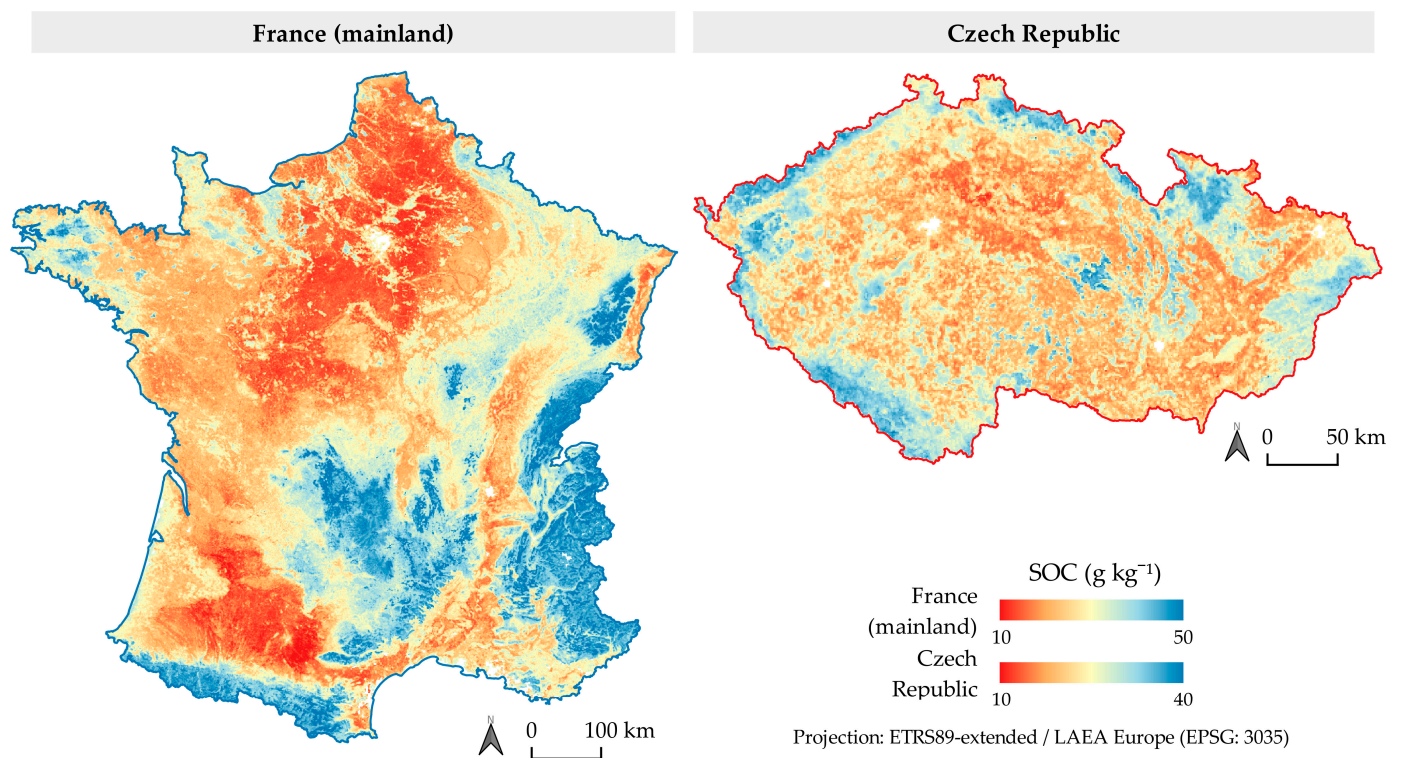 France (mainland)
Czech Republic
N
0 50 km
SOC (g kg⁻¹)
France
(mainland)
10 50
Czech
Republic
10 40
N
0 100 km
Projection: ETRS89-extended / LAEA Europe (EPSG: 3035)